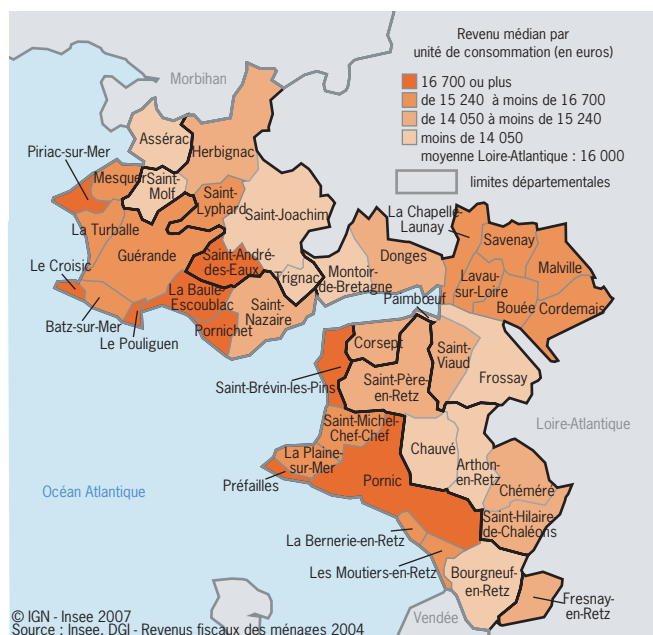 Revenu médian par
unité de consommation (en euros)
16 700 ou plus
de 15 240 à moins de 16 700
de 14 050 à moins de 15 240
moins de 14 050
moyenne Loire-Atlantique : 16 000
limites départementales
Morbihan
Assérac
Herbignac
Piriac-sur-Mer
Mesquer
Saint-
Molf
Saint-
Lyphard
Saint-Joachim
La Turballe
Guérande
Saint-André-
des-Eaux
Le Croisic
La Baule-
Escoublac
Trignac
Montoir-
de-Bretagne
Donges
La Chapelle-
Launay
Savenay
Malville
Lavau-
sur-Loire
Bouée
Cordemais
Batz-sur-Mer
Le Pouliguen
Pornichet
Saint-
Nazaire
Paimbœuf
Corsept
Saint-
Viaud
Frossay
Saint-Brévin-les-Pins
Saint-Père-
en-Retz
Loire-Atlantique
Saint-Michel-
Chef-Chef
Chauvé
La Plaine-
sur-Mer
Arthon-
en-Retz
Préfailles
Pornic
Chéméré
Océan Atlantique
Saint-Hilaire-
de-Chaléons
La Bernerie-en-Retz
Les Moutiers-en-Retz
Bourgneuf-
en-Retz
Fresnay-
en-Retz
Vendée
© IGN - Insee 2007
Source : Insee, DGI - Revenus fiscaux des ménages 2004